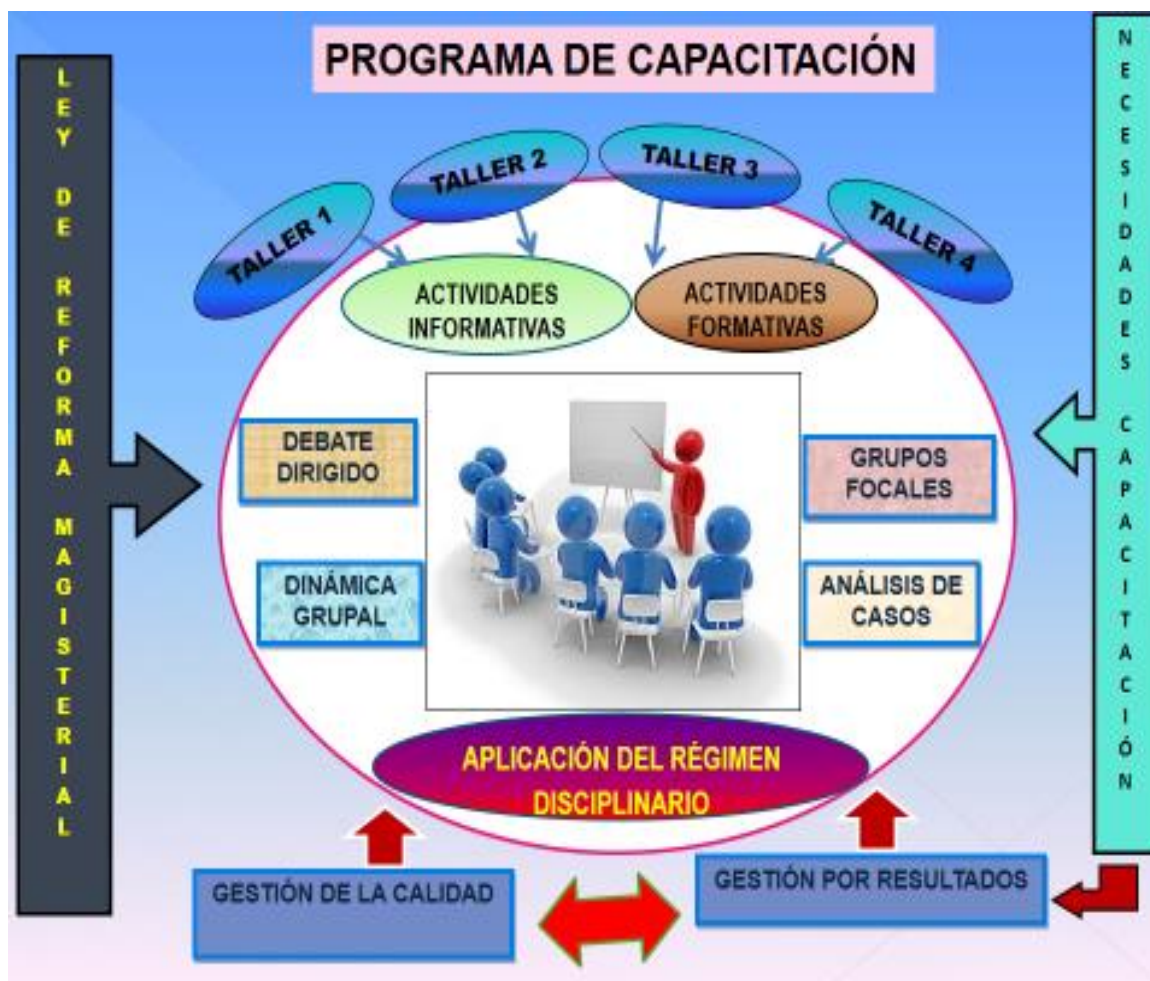 PROGRAMA DE CAPACITACIÓN
LEY DE REFORMA MAGISTERIAL
NECESIDADES CAPACITACIÓN
TALLER 1
TALLER 2
TALLER 3
TALLER 4
ACTIVIDADES
INFORMATIVAS
ACTIVIDADES
FORMATIVAS
DEBATE
DIRIGIDO
GRUPOS
FOCALES
DINÁMICA
GRUPAL
ANÁLISIS DE
CASOS
APLICACIÓN DEL RÉGIMEN
DISCIPLINARIO
GESTIÓN DE LA CALIDAD
GESTIÓN POR RESULTADOS